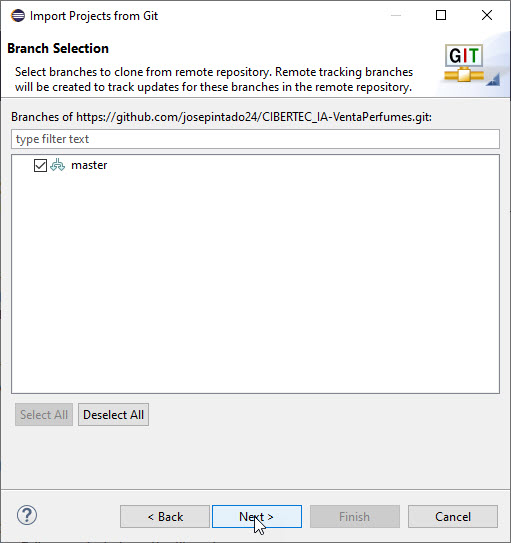 Import Projects from Git
Branch Selection
Select branches to clone from remote repository. Remote tracking branches
will be created to track updates for these branches in the remote repository.
GIT
Branches of https://github.com/josepintado24/CIBERTEC_IA-VentaPerfumes.git:
type filter text
master
Select All
Deselect All
?
< Back
Next >
Finish
Cancel